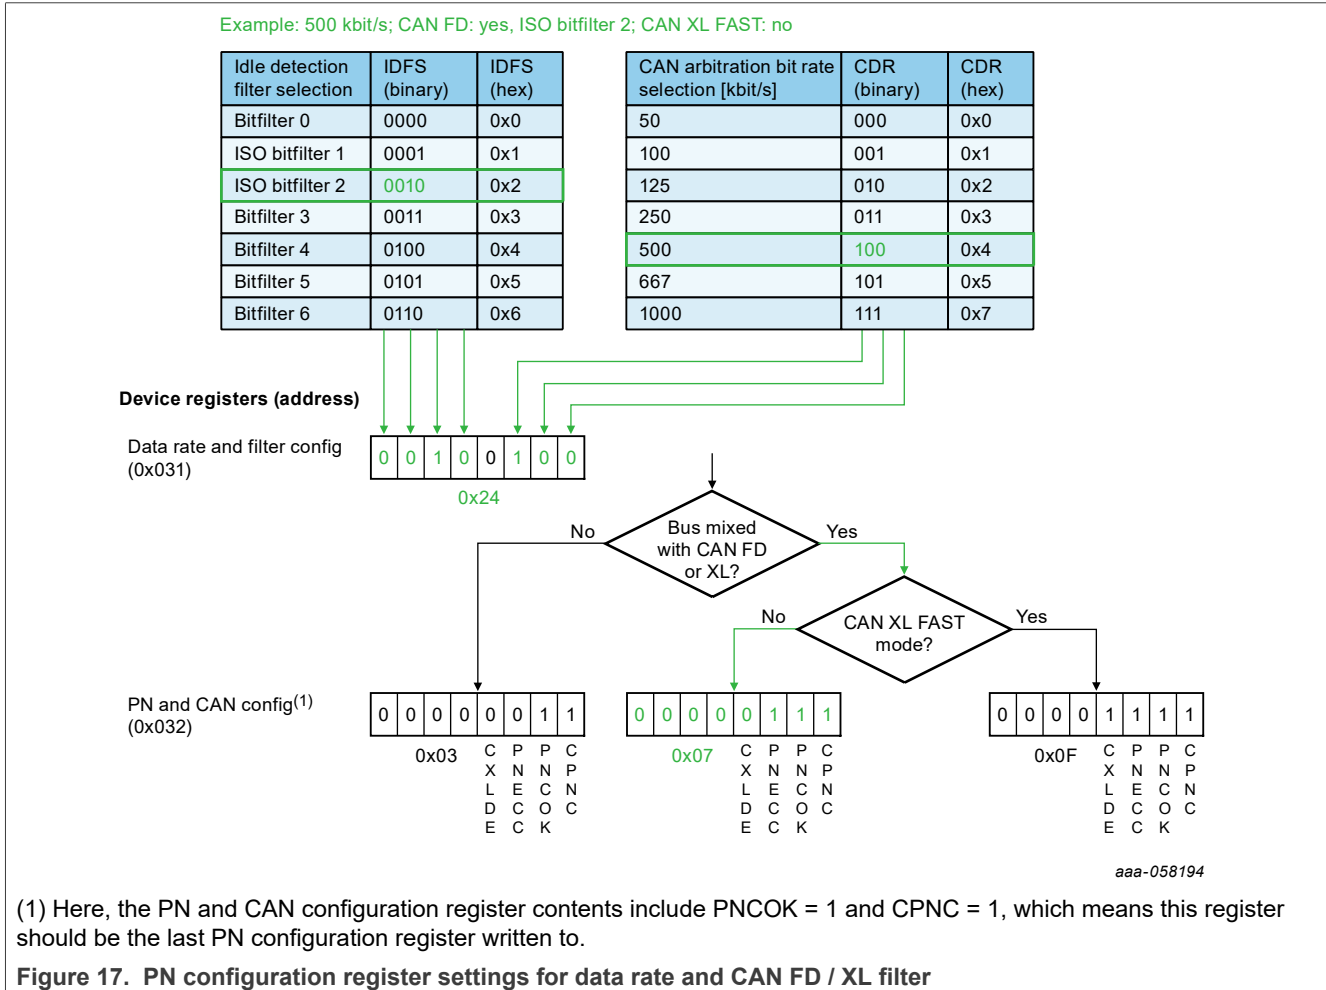 Example: 500 kbit/s; CAN FD: yes, ISO bitfilter 2; CAN XL FAST: no
Idle detection filter selection IDFS (binary) IDFS (hex)
Bitfilter 0 0000 0x0
ISO bitfilter 1 0001 0x1
ISO bitfilter 2 0010 0x2
Bitfilter 3 0011 0x3
Bitfilter 4 0100 0x4
Bitfilter 5 0101 0x5
Bitfilter 6 0110 0x6
CAN arbitration bit rate selection [kbit/s] CDR (binary) CDR (hex)
50 000 0x0
100 001 0x1
125 010 0x2
250 011 0x3
500 100 0x4
667 101 0x5
1000 111 0x7
Device registers (address)
Data rate and filter config
(0x031)
0 0 1 0 0 1 0 0
0x24
Bus mixed
with CAN FD
or XL?
No
Yes
CAN XL FAST
mode?
No
Yes
PN and CAN config(1)
(0x032)
0 0 0 0 0 0 1 1
0x03
CXLDE
PNECC
PNCOK
CPNC
0 0 0 0 0 1 1 1
0x07
CXLDE
PNECC
PNCOK
CPNC
0 0 0 0 1 1 1 1
0x0F
CXLDE
PNECC
PNCOK
CPNC
aaa-058194
(1) Here, the PN and CAN configuration register contents include PNCOK = 1 and CPNC = 1, which means this register
should be the last PN configuration register written to.
Figure 17. PN configuration register settings for data rate and CAN FD / XL filter